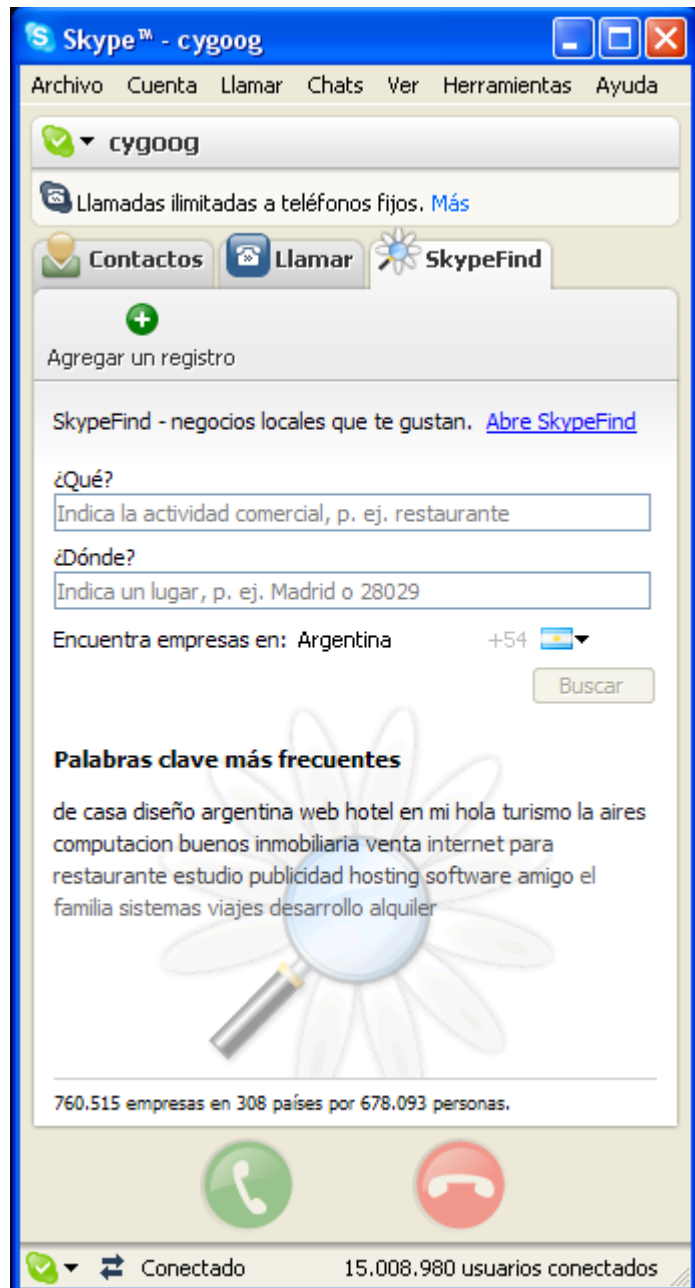 Skype™ - cygoog
Archivo Cuenta Llamar Chats Ver Herramientas Ayuda
cygoog
Llamadas ilimitadas a teléfonos fijos. Más
Contactos Llamar SkypeFind
Agregar un registro
SkypeFind - negocios locales que te gustan. Abre SkypeFind
¿Qué?
Indica la actividad comercial, p. ej. restaurante
¿Dónde?
Indica un lugar, p. ej. Madrid o 28029
Encuentra empresas en: Argentina +54
Buscar
Palabras clave más frecuentes
de casa diseño argentina web hotel en mi hola turismo la aires
computacion buenos inmobiliaria venta internet para
restaurante estudio publicidad hosting software amigo el
familia sistemas viajes desarrollo alquiler
760.515 empresas en 308 países por 678.093 personas.
Conectado 15.008.980 usuarios conectados